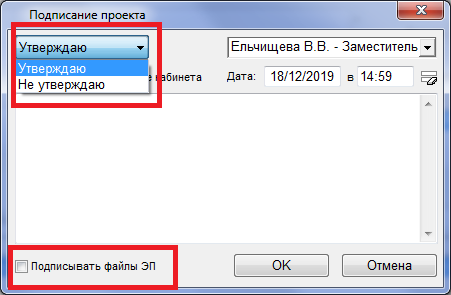 Подписание проекта
Утверждаю
Ельчищева В.В. - Заместитель
Утверждаю
Не утверждаю
кабинета
Дата: 18/12/2019 в 14:59
Подписывать файлы ЭП
OK
Отмена